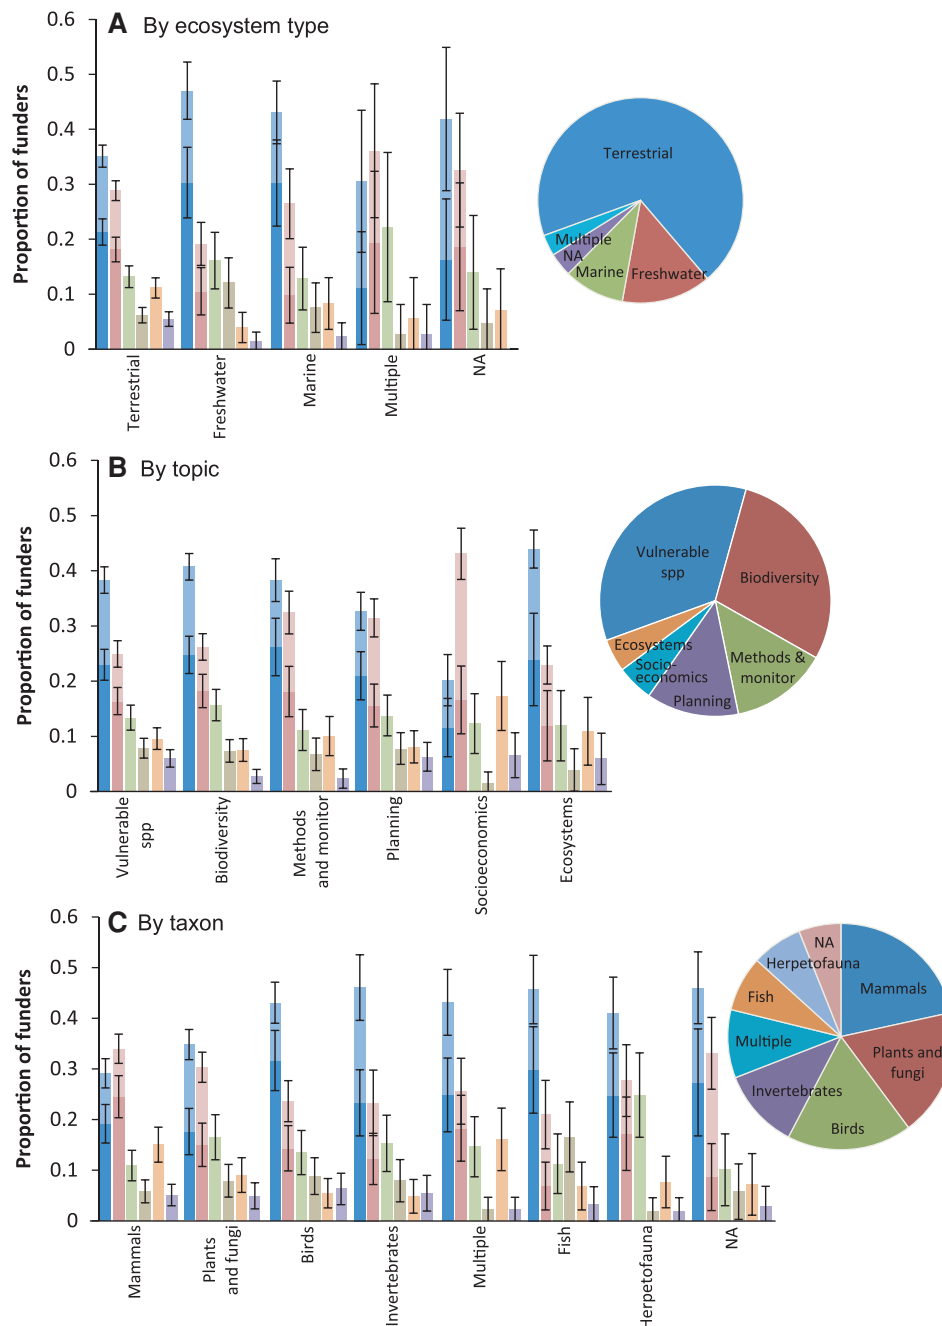 A By ecosystem type
Proportion of funders
0.6
0.5
0.4
0.3
0.2
0.1
0
Terrestrial
Freshwater
Marine
Multiple
NA
Terrestrial
Multiple
NA
Marine
Freshwater
B By topic
Proportion of funders
0.6
0.5
0.4
0.3
0.2
0.1
0
Vulnerable
spp
Biodiversity
Methods
and monitor
Planning
Socioeconomics
Ecosystems
Vulnerable
spp
Biodiversity
Ecosystems
Socio-
economics
Methods &
monitor
Planning
C By taxon
Proportion of funders
0.6
0.5
0.4
0.3
0.2
0.1
0
Mammals
Plants
and fungi
Birds
Invertebrates
Multiple
Fish
Herpetofauna
NA
NA
Herpetofauna
Mammals
Fish
Multiple
Plants and
fungi
Invertebrates
Birds